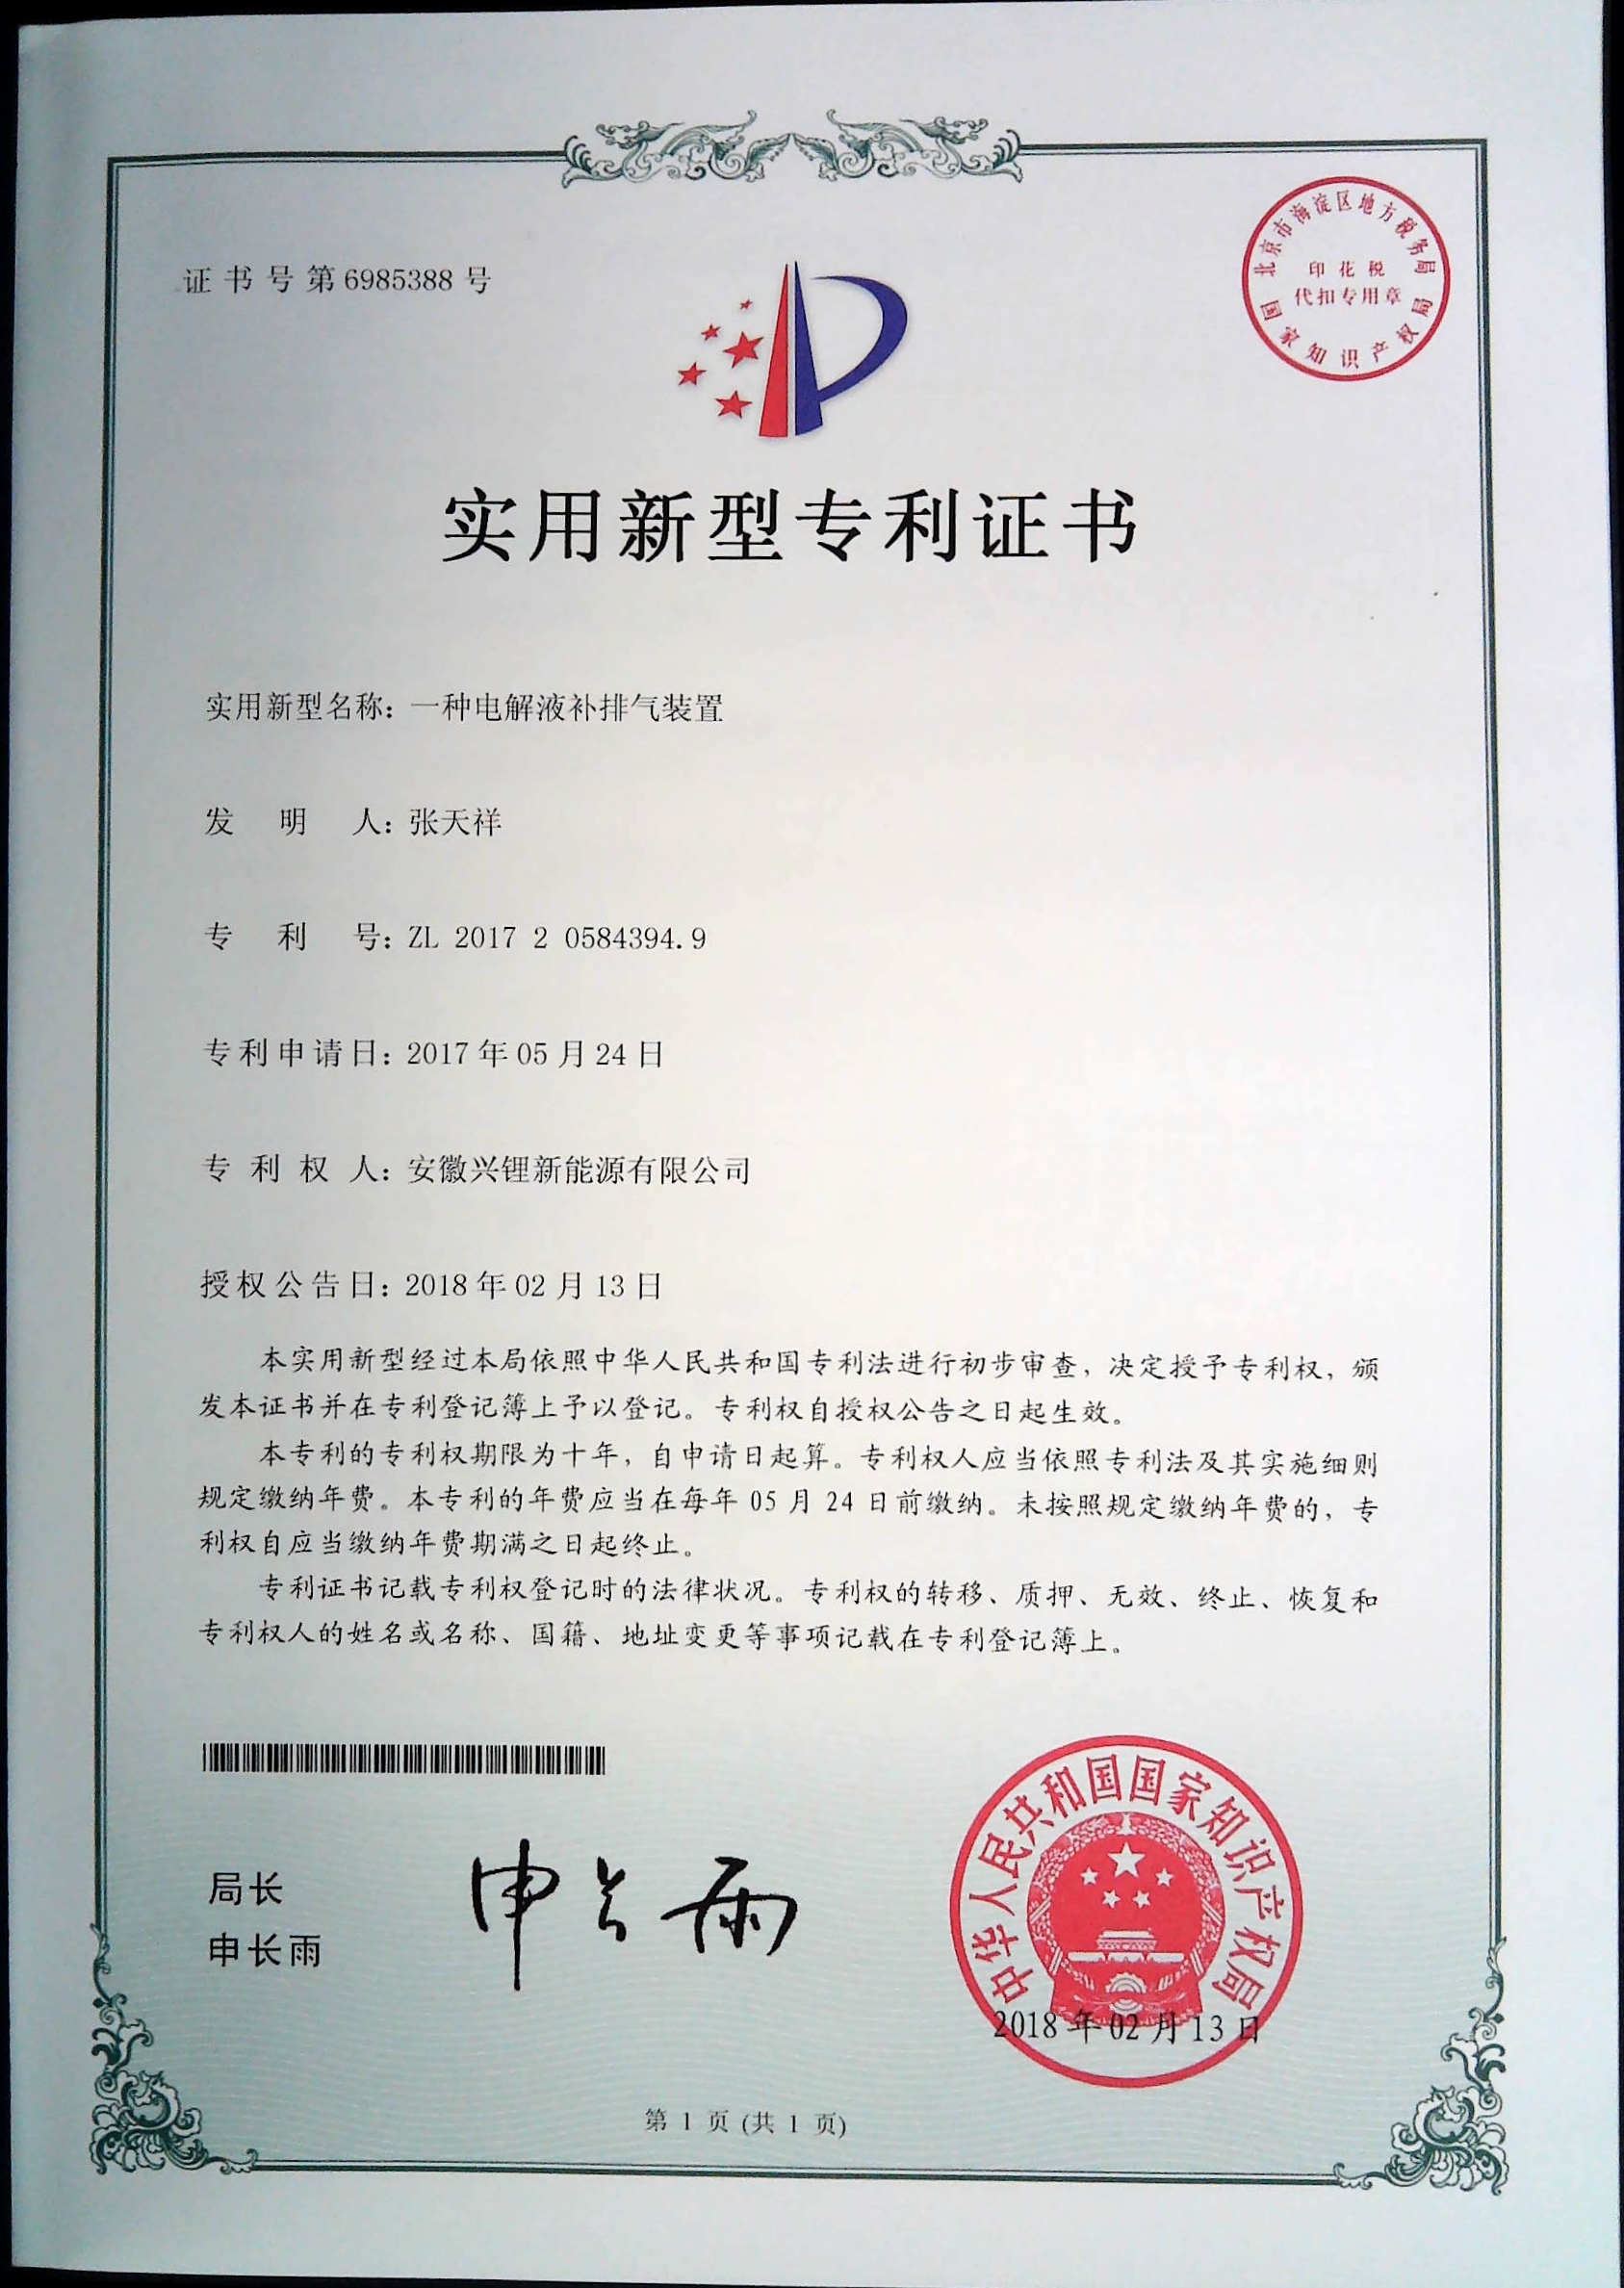 证书号第6985388号
北京市海淀区地方税务局
印花税
代扣专用章
国家知识产权局
实用新型专利证书
实用新型名称：一种电解液补排气装置
发明人：张天祥
专利号：ZL 2017 2 0584394.9
专利申请日：2017年05月24日
专利权人：安徽兴锂新能源有限公司
授权公告日：2018年02月13日
本实用新型经过本局依照中华人民共和国专利法进行初步审查，决定授予专利权，颁
发本证书并在专利登记簿上予以登记。专利权自授权公告之日起生效。
本专利的专利权期限为十年，自申请日起算。专利权人应当依照专利法及其实施细则
规定缴纳年费。本专利的年费应当在每年05月24日前缴纳。未按照规定缴纳年费的，专
利权自应当缴纳年费期满之日起终止。
专利证书记载专利权登记时的法律状况。专利权的转移、质押、无效、终止、恢复和
专利权人的姓名或名称、国籍、地址变更等事项记载在专利登记簿上。
局长
申长雨
申长雨
中华人民共和国国家知识产权局
2018年02月13日
第1页(共1页)